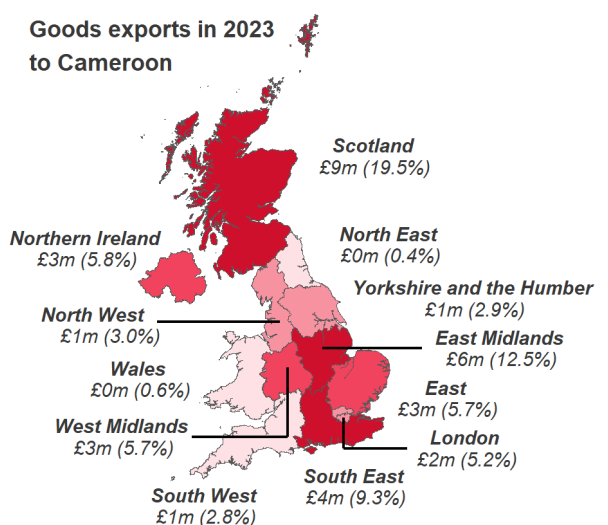 Goods exports in 2023
to Cameroon
Scotland
£9m (19.5%)
Northern Ireland
£3m (5.8%)
North East
£0m (0.4%)
Yorkshire and the Humber
£1m (2.9%)
North West
£1m (3.0%)
East Midlands
£6m (12.5%)
Wales
£0m (0.6%)
East
£3m (5.7%)
West Midlands
£3m (5.7%)
London
£2m (5.2%)
South East
£4m (9.3%)
South West
£1m (2.8%)